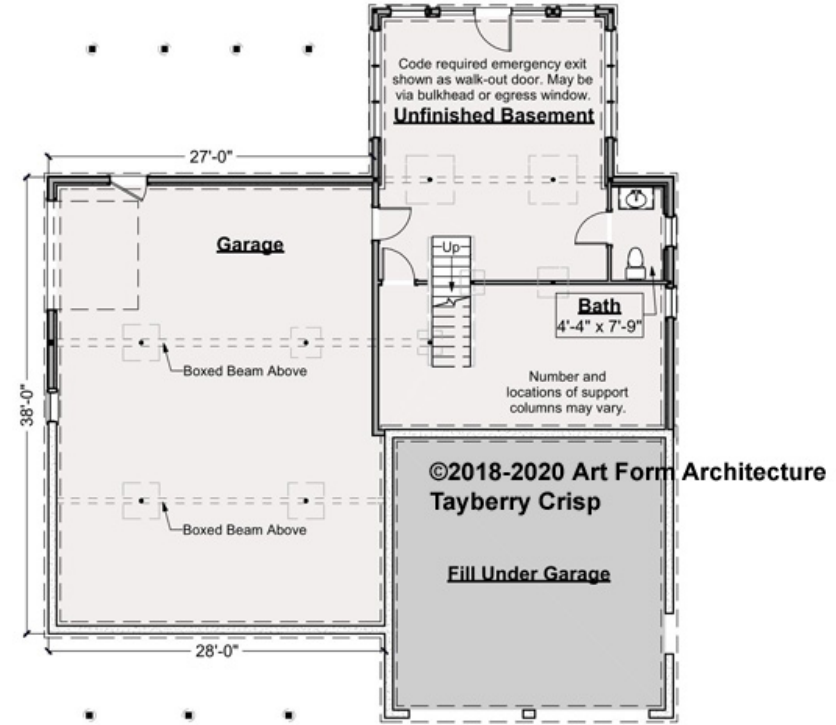 Code required emergency exit
shown as walk-out door. May be
via bulkhead or egress window.
Unfinished Basement
27'-0"
Garage
Up
Bath
4'-4" x 7'-9"
Boxed Beam Above
Number and
locations of support
columns may vary.
38'-0"
©2018-2020 Art Form Architecture
Tayberry Crisp
Boxed Beam Above
Fill Under Garage
28'-0"